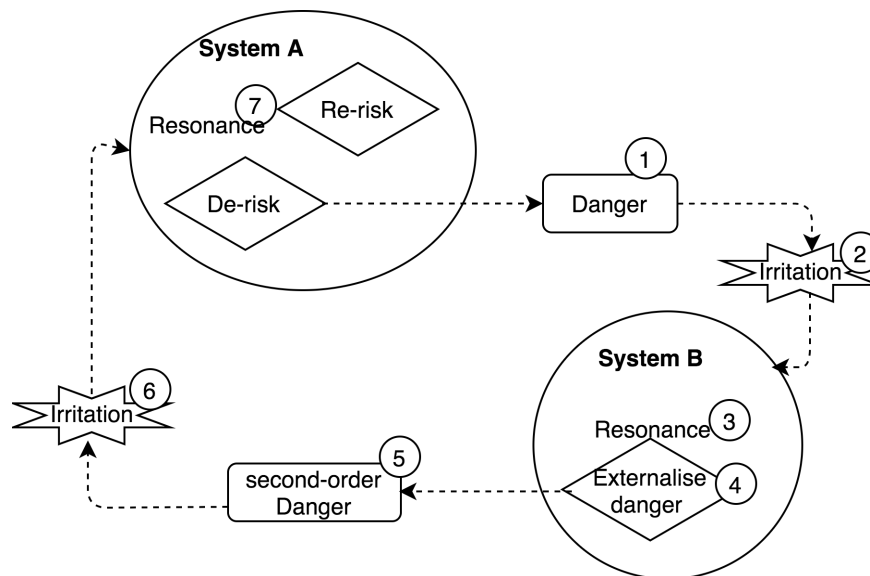 System A
7
Re-risk
Resonance
De-risk
1
Danger
2
Irritation
System B
3
Resonance
Externalise
danger
4
5
second-order
Danger
6
Irritation